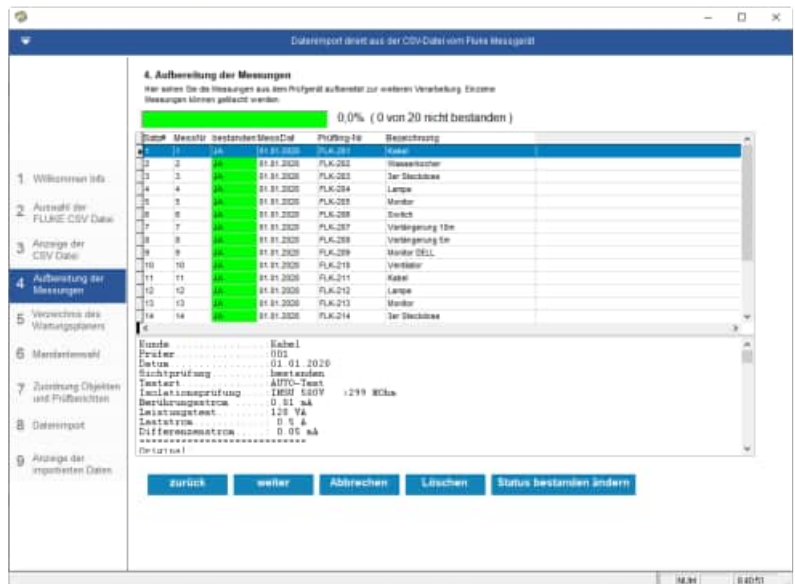 Datenimport direkt aus der CSV-Datei vom Fluke Messgerät
4. Aufbereitung der Messungen
Hier sehen Sie die Messungen aus dem Prüfgerät aufbereitet zur weiteren Verarbeitung. Einzelne
Messungen können gelöscht werden.
0,0% ( 0 von 20 nicht bestanden )
Satz# MessNr bestanden MessDat Prüfling-Nr Bezeichnung
1 1 JA 01.01.2020 FLK-201 Kabel
2 2 JA 01.01.2020 FLK-202 Wasserkocher
3 3 JA 01.01.2020 FLK-203 3er Steckdose
4 4 JA 01.01.2020 FLK-204 Lampe
5 5 JA 01.01.2020 FLK-205 Monitor
6 6 JA 01.01.2020 FLK-206 Switch
7 7 JA 01.01.2020 FLK-207 Verlängerung 10m
8 8 JA 01.01.2020 FLK-208 Verlängerung 5m
9 9 JA 01.01.2020 FLK-209 Monitor DELL
10 10 JA 01.01.2020 FLK-210 Ventilator
11 11 JA 01.01.2020 FLK-211 Kabel
12 12 JA 01.01.2020 FLK-212 Lampe
13 13 JA 01.01.2020 FLK-213 Monitor
14 14 JA 01.01.2020 FLK-214 3er Steckdose
1 Willkommen Info
2 Auswahl der
FLUKE CSV Datei
3 Anzeige der
CSV Datei
4 Aufbereitung der
Messungen
5 Verzeichnis des
Wartungsplaners
6 Mandantenwahl
7 Zuordnung Objekten
und Prüfberichten
8 Datenimport
9 Anzeige der
importierten Daten
Kunde ................: Kabel
Prüfer ...............: 001
Datum ................: 01.01.2020
Sichtprüfung .........: bestanden
Testart ..............: AUTO-Test
Isolationsprüfung ....: INSU 500V >299 MOhm
Berührungsstrom ......: 0.01 mA
Leistungstest ........: 120 VA
Laststrom ............: 0.5 A
Differenzenstrom .....: 0.05 mA
****************************
Original
zurück weiter Abbrechen Löschen Status bestanden ändern
NUM